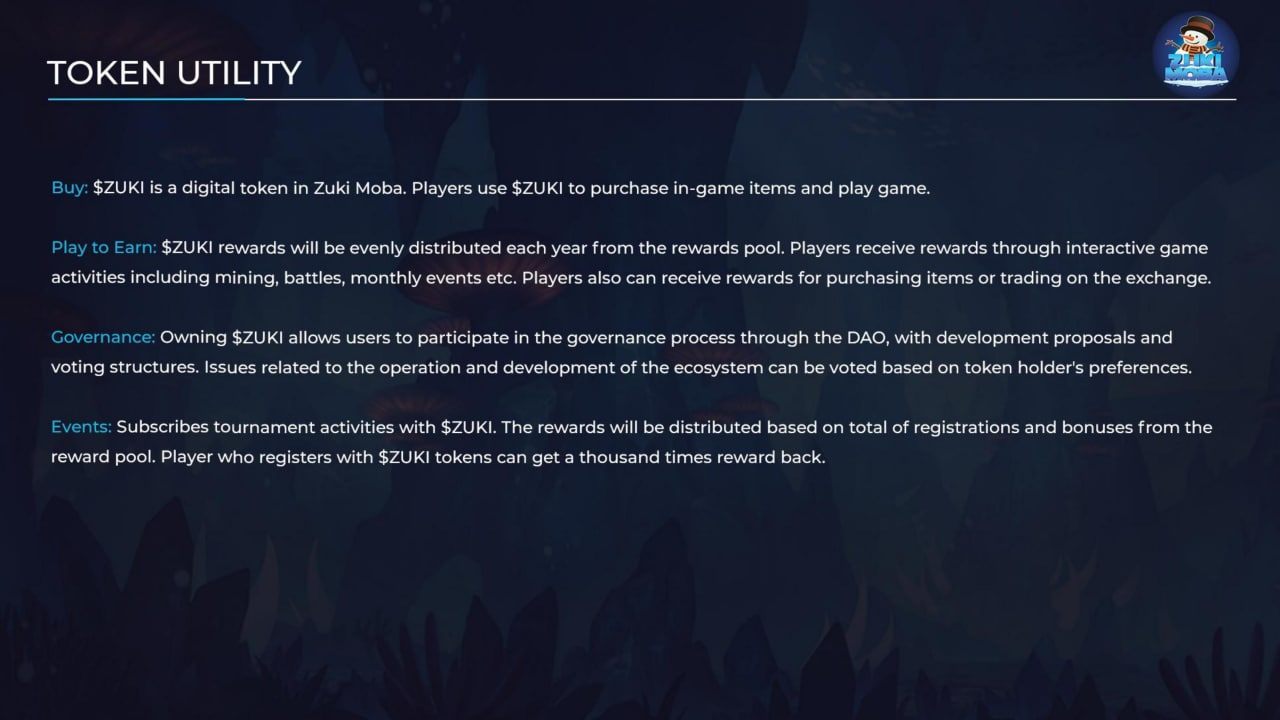 TOKEN UTILITY
ZUKI
MOBA
Buy: $ZUKI is a digital token in Zuki Moba. Players use $ZUKI to purchase in-game items and play game.
Play to Earn: $ZUKI rewards will be evenly distributed each year from the rewards pool. Players receive rewards through interactive game
activities including mining, battles, monthly events etc. Players also can receive rewards for purchasing items or trading on the exchange.
Governance: Owning $ZUKI allows users to participate in the governance process through the DAO, with development proposals and
voting structures. Issues related to the operation and development of the ecosystem can be voted based on token holder's preferences.
Events: Subscribes tournament activities with $ZUKI. The rewards will be distributed based on total of registrations and bonuses from the
reward pool. Player who registers with $ZUKI tokens can get a thousand times reward back.